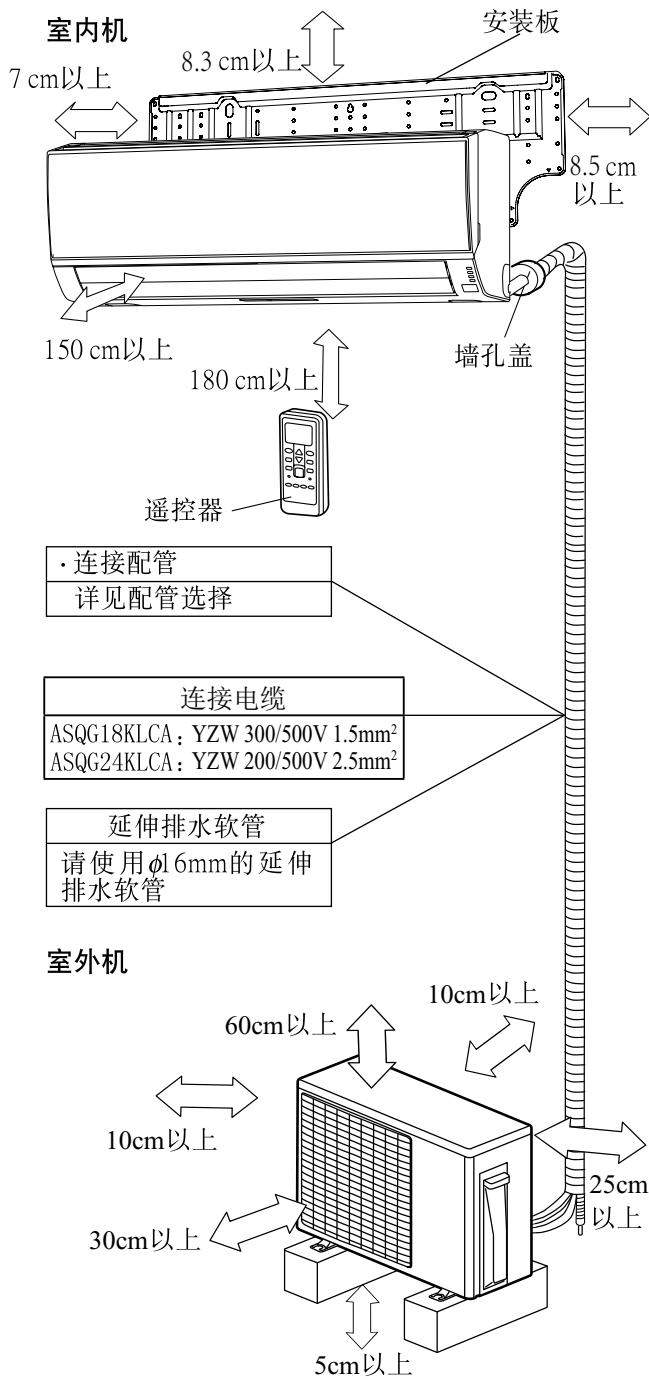 室内机
安装板
8.3 cm以上
7 cm以上
8.5 cm
以上
150 cm以上
墙孔盖
180 cm以上
遥控器
·连接配管
详见配管选择
连接电缆
ASQG18KLCA：YZW 300/500V 1.5mm²
ASQG24KLCA：YZW 200/500V 2.5mm²
延伸排水软管
请使用ϕ16mm的延伸
排水软管
室外机
10cm以上
60cm以上
10cm以上
25cm
以上
30cm以上
5cm以上